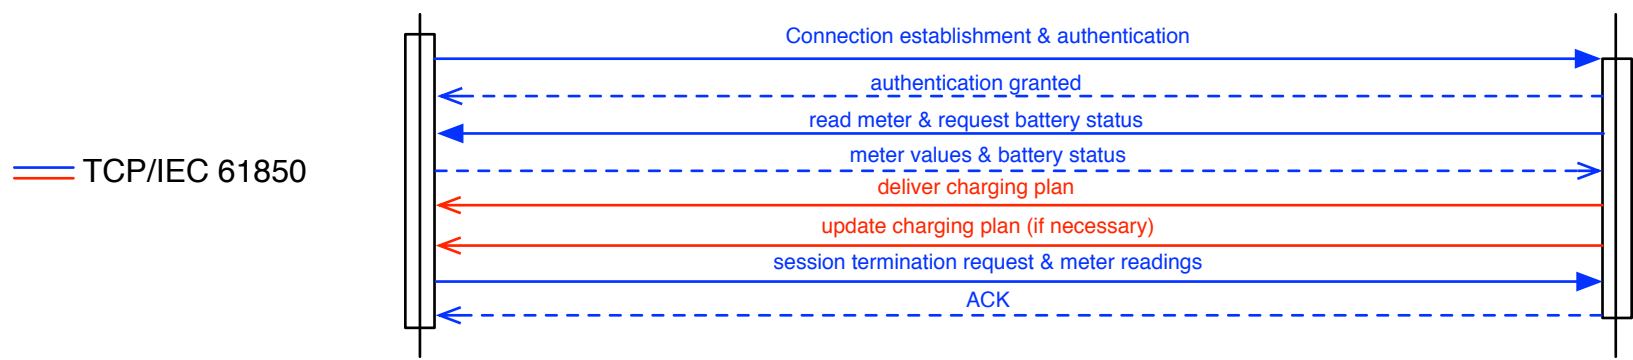 Connection establishment & authentication
authentication granted
read meter & request battery status
meter values & battery status
TCP/IEC 61850
deliver charging plan
update charging plan (if necessary)
session termination request & meter readings
ACK